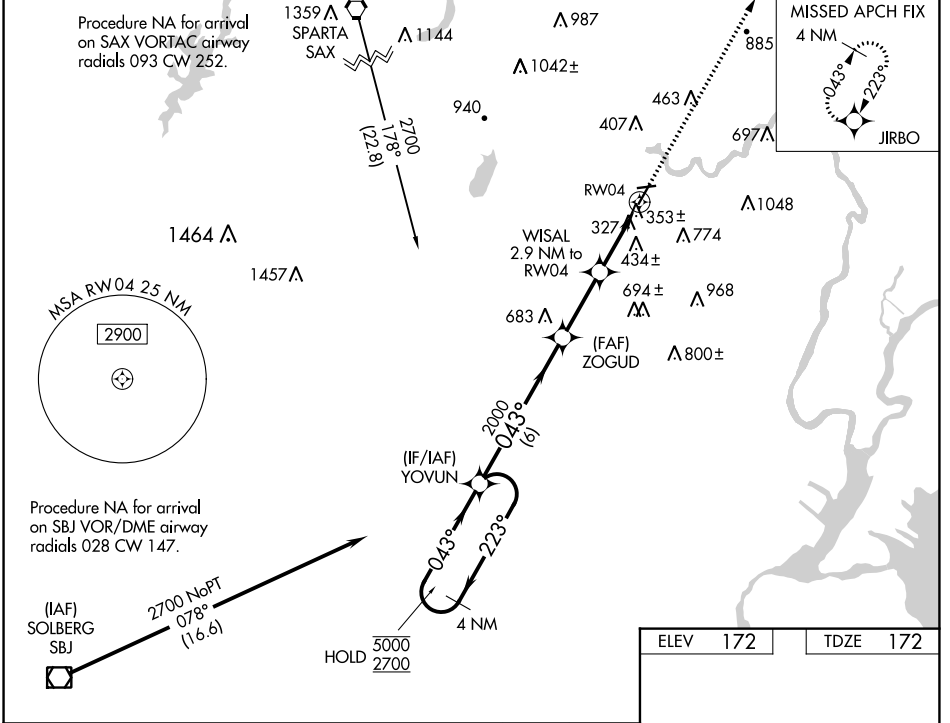 Procedure NA for arrival
on SAX VORTAC airway
radials 093 CW 252.
1359
SPARTA
SAX
1144
987
1042±
885
MISSED APCH FIX
4 NM
043°
223°
JIRBO
940
463
407
697
2700
178°
(22.8)
RW04
353±
1048
327
774
434±
WISAL
2.9 NM to
RW04
1464
1457
694±
968
683
(FAF)
ZOGUD
800±
MSA RW04 25 NM
2900
2000
043°
(6)
(IF/IAF)
YOVUN
043°
223°
4 NM
HOLD
5000
2700
Procedure NA for arrival
on SBJ VOR/DME airway
radials 028 CW 147.
2700 NoPT
078°
(16.6)
(IAF)
SOLBERG
SBJ
ELEV 172
TDZE 172